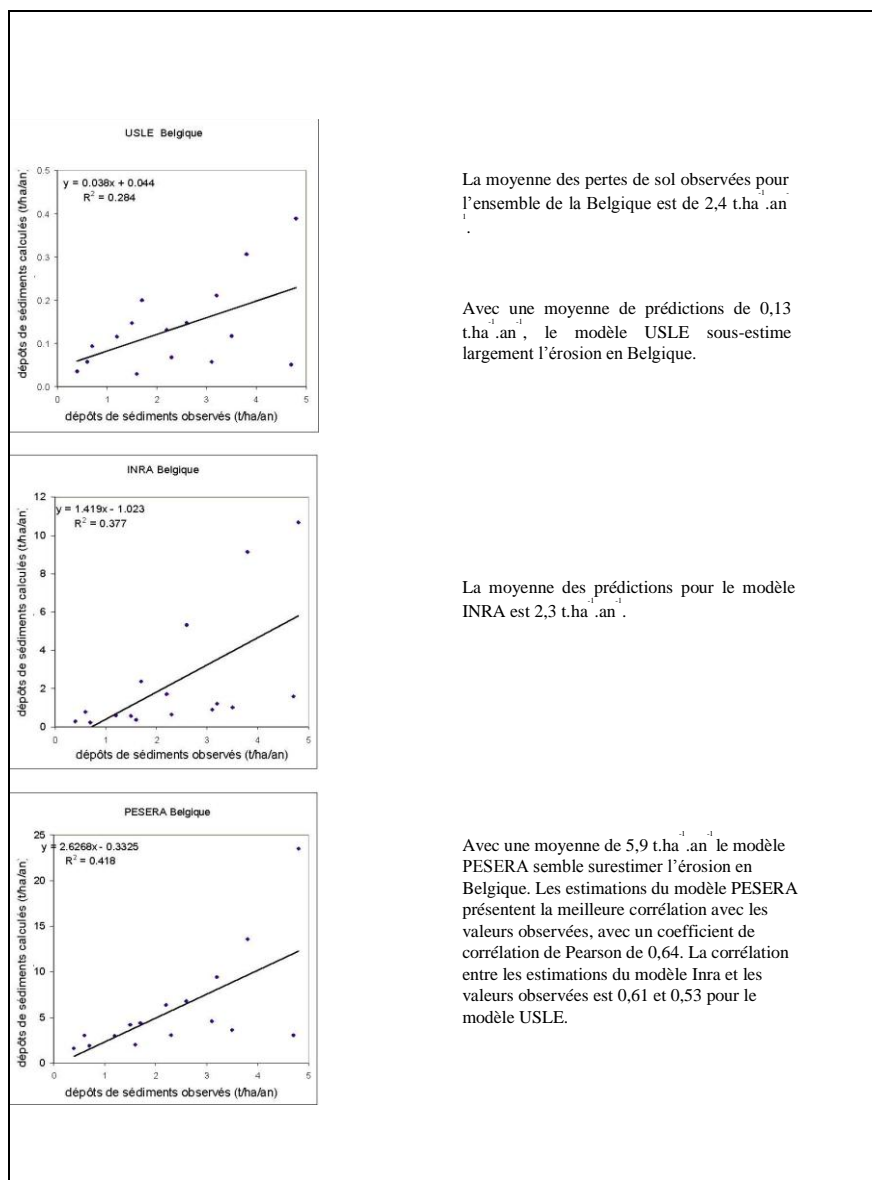 USLE Belgique
dépôts de sédiments calculés (t/ha/an)
y = 0.038x + 0.044
R² = 0.284
0.5
0.4
0.3
0.2
0.1
0.0
0 1 2 3 4 5
dépôts de sédiments observés (t/ha/an)
La moyenne des pertes de sol observées pour
l'ensemble de la Belgique est de 2,4 t.ha⁻¹.an⁻
¹
.
Avec une moyenne de prédictions de 0,13
t.ha⁻¹.an⁻¹, le modèle USLE sous-estime
largement l'érosion en Belgique.
INRA Belgique
dépôts de sédiments calculés (t/ha/an)
y = 1.419x - 1.023
R² = 0.377
12
10
8
6
4
2
0
0 1 2 3 4 5
dépôts de sédiments observés (t/ha/an)
La moyenne des prédictions pour le modèle
INRA est 2,3 t.ha⁻¹.an⁻¹.
PESERA Belgique
dépôts de sédiments calculés (t/ha/an)
y = 2.6268x - 0.3325
R² = 0.418
25
20
15
10
5
0
0 1 2 3 4 5
dépôts de sédiments observés (t/ha/an)
Avec une moyenne de 5,9 t.ha⁻¹.an⁻¹ le modèle
PESERA semble surestimer l'érosion en
Belgique. Les estimations du modèle PESERA
présentent la meilleure corrélation avec les
valeurs observées, avec un coefficient de
corrélation de Pearson de 0,64. La corrélation
entre les estimations du modèle Inra et les
valeurs observées est 0,61 et 0,53 pour le
modèle USLE.